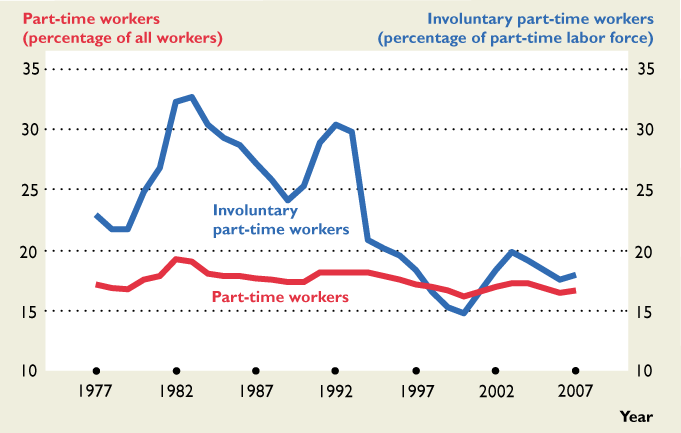 Part-time workers
(percentage of all workers)
Involuntary part-time workers
(percentage of part-time labor force)
35
35
30
30
25
25
Involuntary
part-time workers
20
20
Part-time workers
15
15
10
10
1977
1982
1987
1992
1997
2002
2007
Year